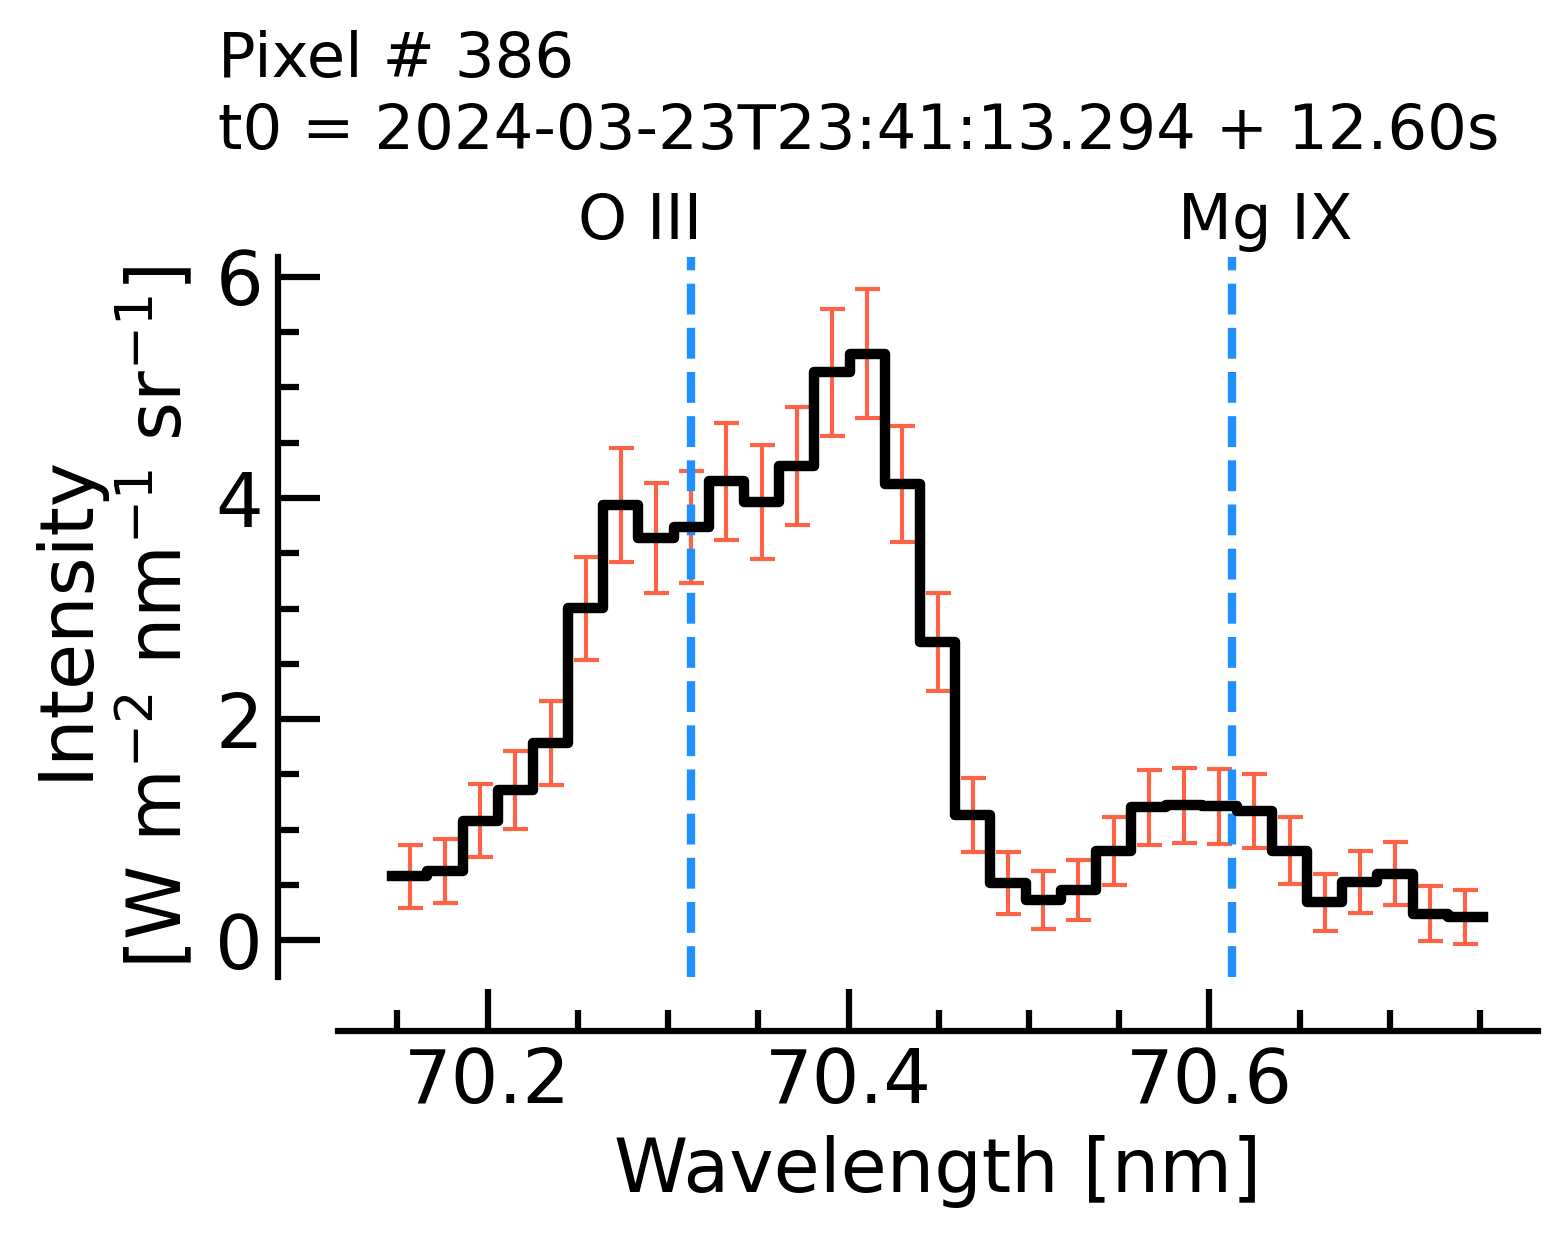 Pixel # 386
t0 = 2024-03-23T23:41:13.294 + 12.60s
O III
Mg IX
Intensity
[W m⁻² nm⁻¹ sr⁻¹]
6
4
2
0
70.2
70.4
70.6
Wavelength [nm]